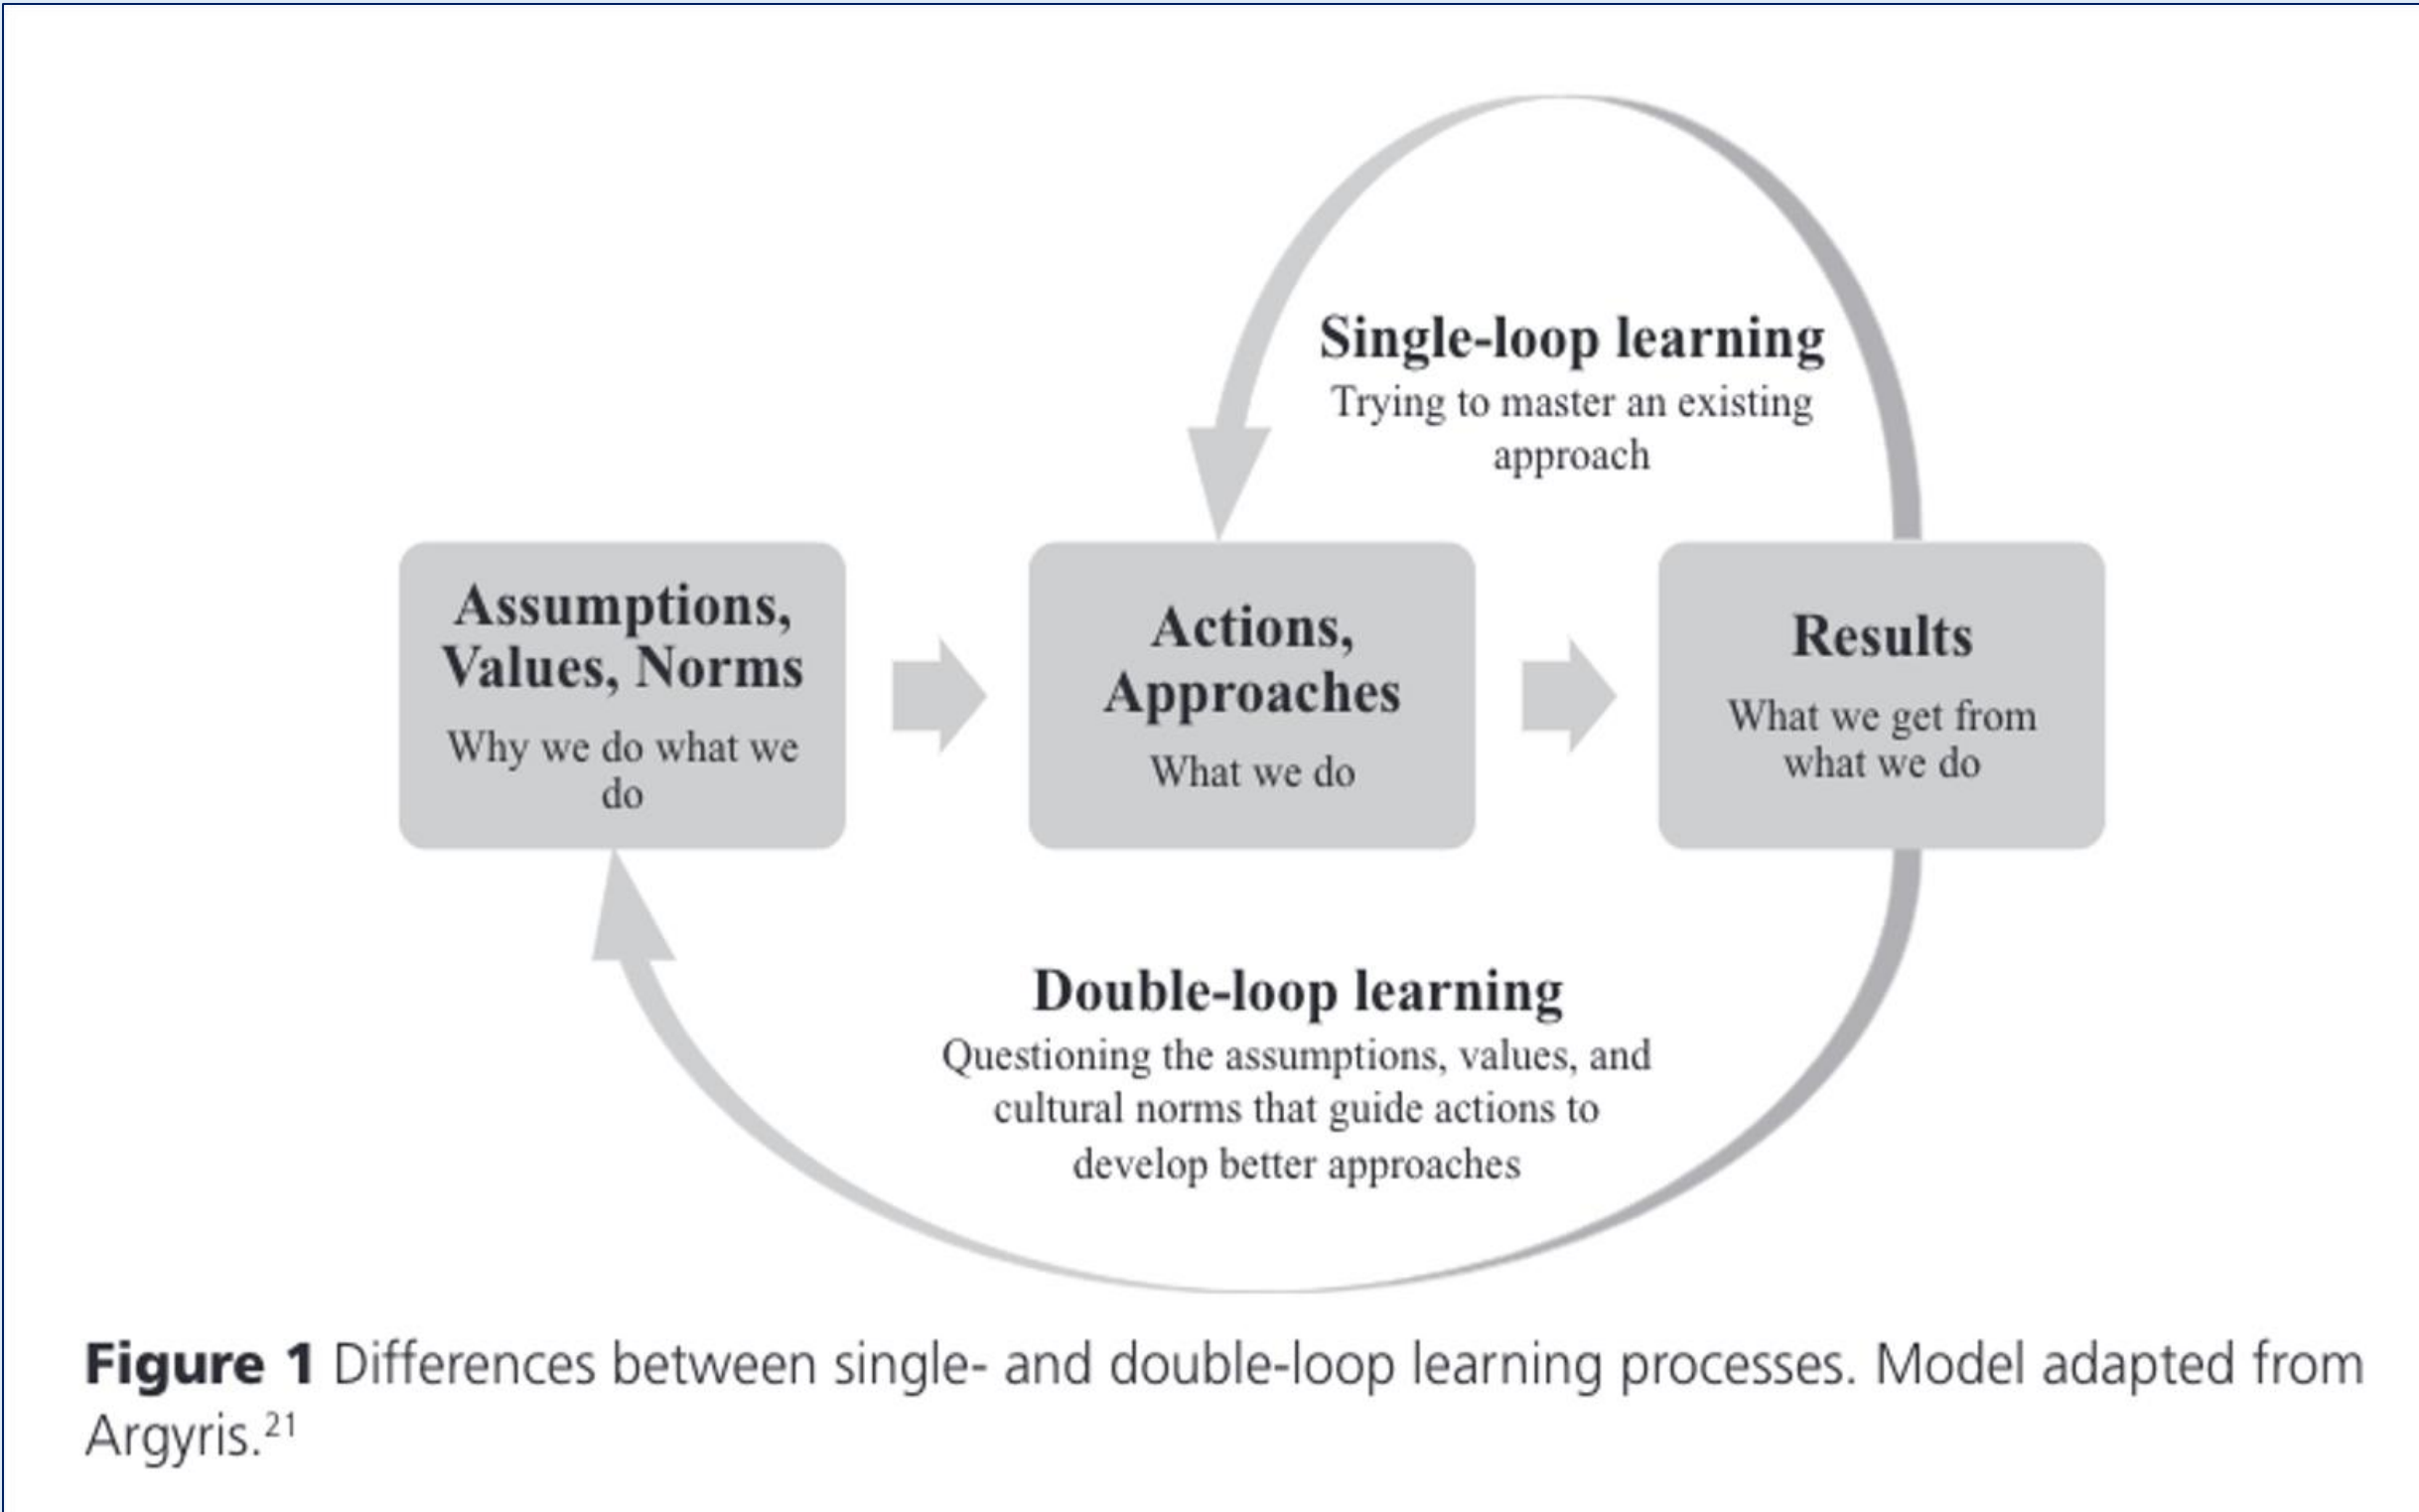 Single-loop learning
Trying to master an existing
approach
Assumptions,
Values, Norms
Why we do what we
do
Actions,
Approaches
What we do
Results
What we get from
what we do
Double-loop learning
Questioning the assumptions, values, and
cultural norms that guide actions to
develop better approaches
Figure 1 Differences between single- and double-loop learning processes. Model adapted from
Argyris.21